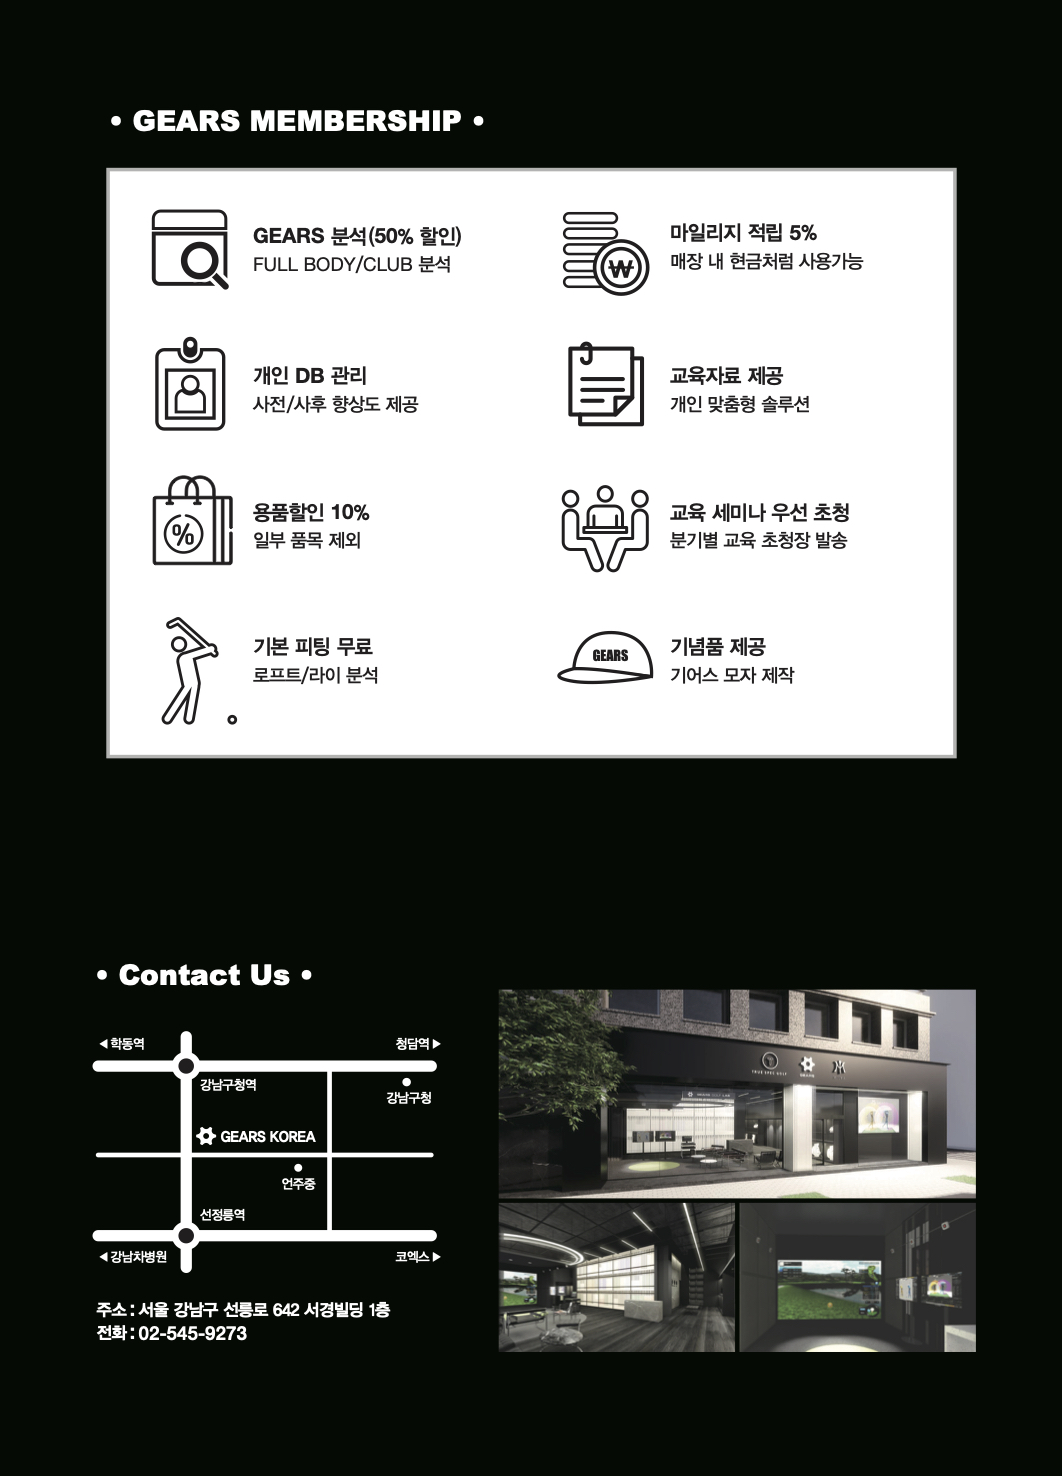 • GEARS MEMBERSHIP •
GEARS 분석(50% 할인)
FULL BODY/CLUB 분석
마일리지 적립 5%
매장 내 현금처럼 사용가능
개인 DB 관리
사전/사후 향상도 제공
교육자료 제공
개인 맞춤형 솔루션
%
용품할인 10%
일부 품목 제외
교육 세미나 우선 초청
분기별 교육 초청장 발송
기본 피팅 무료
로프트/라이 분석
GEARS
기념품 제공
기어스 모자 제작
• Contact Us •
◀학동역
청담역▶
강남구청역
강남구청
GEARS KOREA
언주중
선정릉역
◀강남차병원
코엑스▶
주소 : 서울 강남구 선릉로 642 서경빌딩 1층
전화 : 02-545-9273
TRUE SPEC GOLF